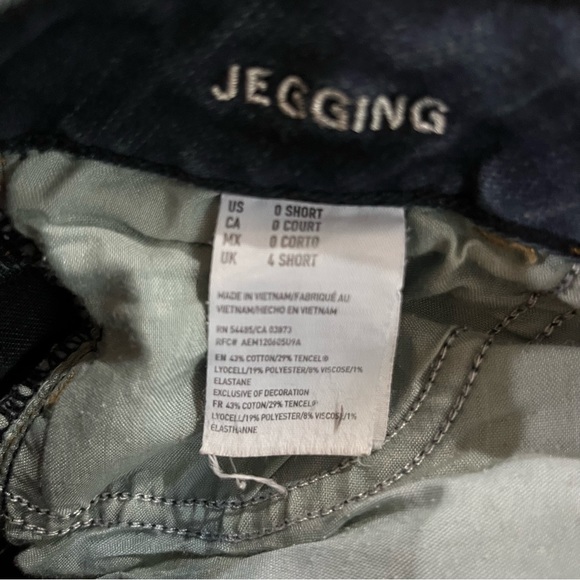 JEGGING
US 0 SHORT
CA 0 COURT
MX 0 CORTO
UK 4 SHORT
MADE IN VIETNAM/FABRIQUÉ AU
VIETNAM/HECHO EN VIETNAM
RN 54485/CA 03873
RFC# AEM120605U9A
EN 43% COTTON/29% TENCEL®
LYOCELL/19% POLYESTER/8% VISCOSE/1%
ELASTANE
EXCLUSIVE OF DECORATION
FR 43% COTON/29% TENCEL®
LYOCELL/19% POLYESTER/8% VISCOSE/1%
ÉLASTHANNE